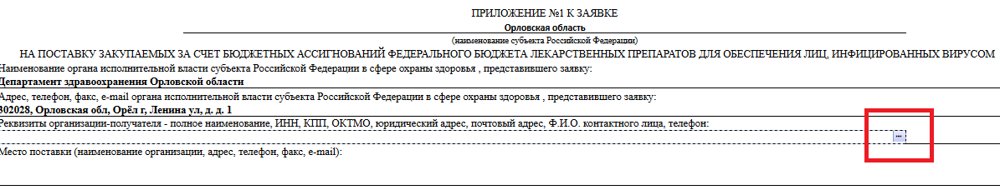 ПРИЛОЖЕНИЕ №1 К ЗАЯВКЕ
Орловская область
(наименование субъекта Российской Федерации)
НА ПОСТАВКУ ЗАКУПАЕМЫХ ЗА СЧЕТ БЮДЖЕТНЫХ АССИГНОВАНИЙ ФЕДЕРАЛЬНОГО БЮДЖЕТА ЛЕКАРСТВЕННЫХ ПРЕПАРАТОВ ДЛЯ ОБЕСПЕЧЕНИЯ ЛИЦ, ИНФИЦИРОВАННЫХ ВИРУСОМ
Наименование органа исполнительной власти субъекта Российской Федерации в сфере охраны здоровья , представившего заявку:
Департамент здравоохранения Орловской области
Адрес, телефон, факс, e-mail органа исполнительной власти субъекта Российской Федерации в сфере охраны здоровья , представившего заявку:
302028, Орловская обл, Орёл г, Ленина ул, д. д. 1
Реквизиты организации-получателя - полное наименование, ИНН, КПП, ОКТМО, юридический адрес, почтовый адрес, Ф.И.О. контактного лица, телефон:
...
Место поставки (наименование организации, адрес, телефон, факс, e-mail):